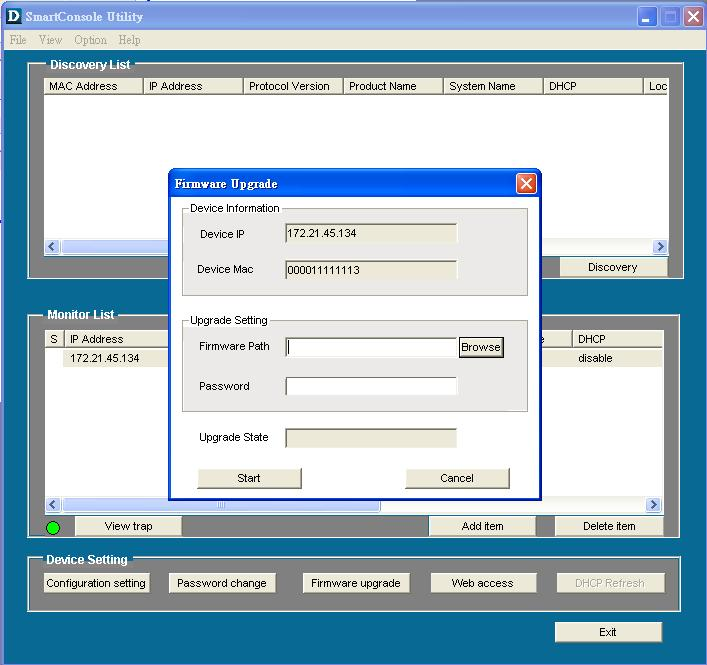 D SmartConsole Utility
File View Option Help
Discovery List
MAC Address IP Address Protocol Version Product Name System Name DHCP Loc
Firmware Upgrade
Device Information
Device IP 172.21.45.134
Device Mac 000011111113
Discovery
Monitor List
Upgrade Setting
S IP Address e DHCP
Firmware Path Browse
172.21.45.134 disable
Password
Upgrade State
Start Cancel
View trap Add item Delete item
Device Setting
Configuration setting Password change Firmware upgrade Web access DHCP Refresh
Exit